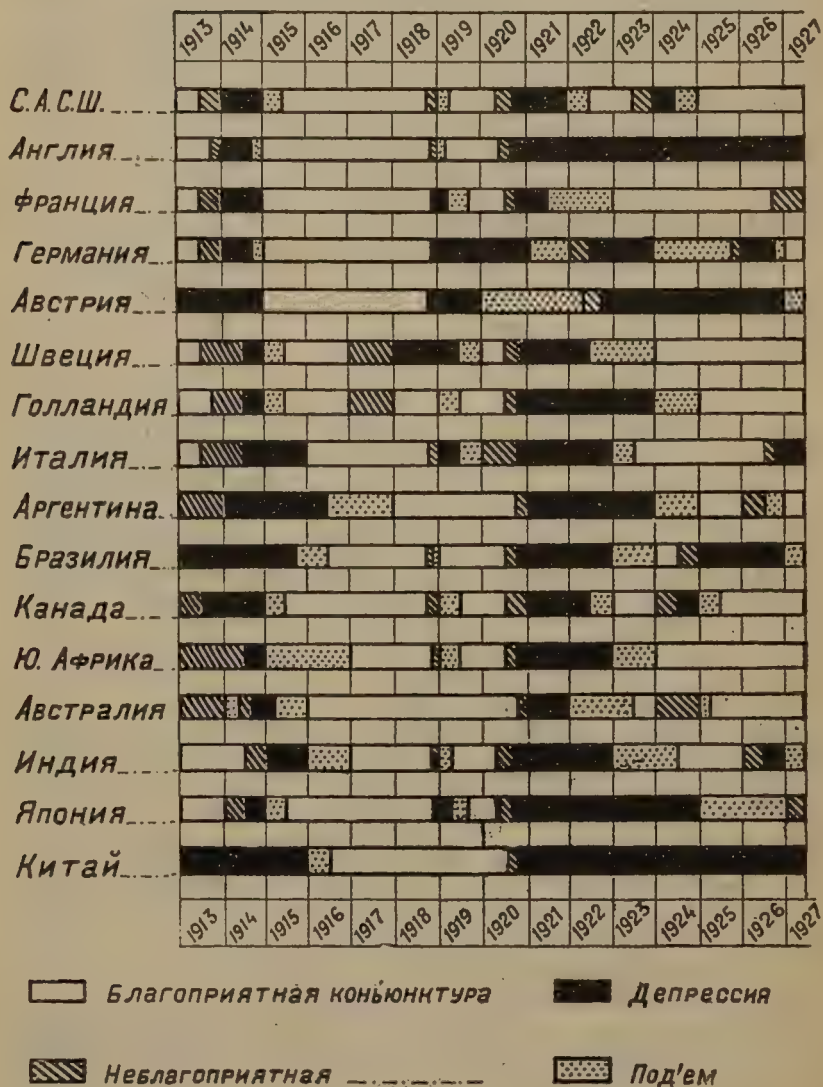 1913 1914 1915 1916 1917 1918 1919 1920 1921 1922 1923 1924 1925 1926 1927
С.А.С.Ш.
Англия
Франция
Германия
Австрия
Швеция
Голландия
Италия
Аргентина
Бразилия
Канада
Ю. Африка
Австралия
Индия
Япония
Китай
1913 1914 1915 1916 1917 1918 1919 1920 1921 1922 1923 1924 1925 1926 1927
Благоприятная коньюнктура Депрессия
Неблагоприятная Под'ем